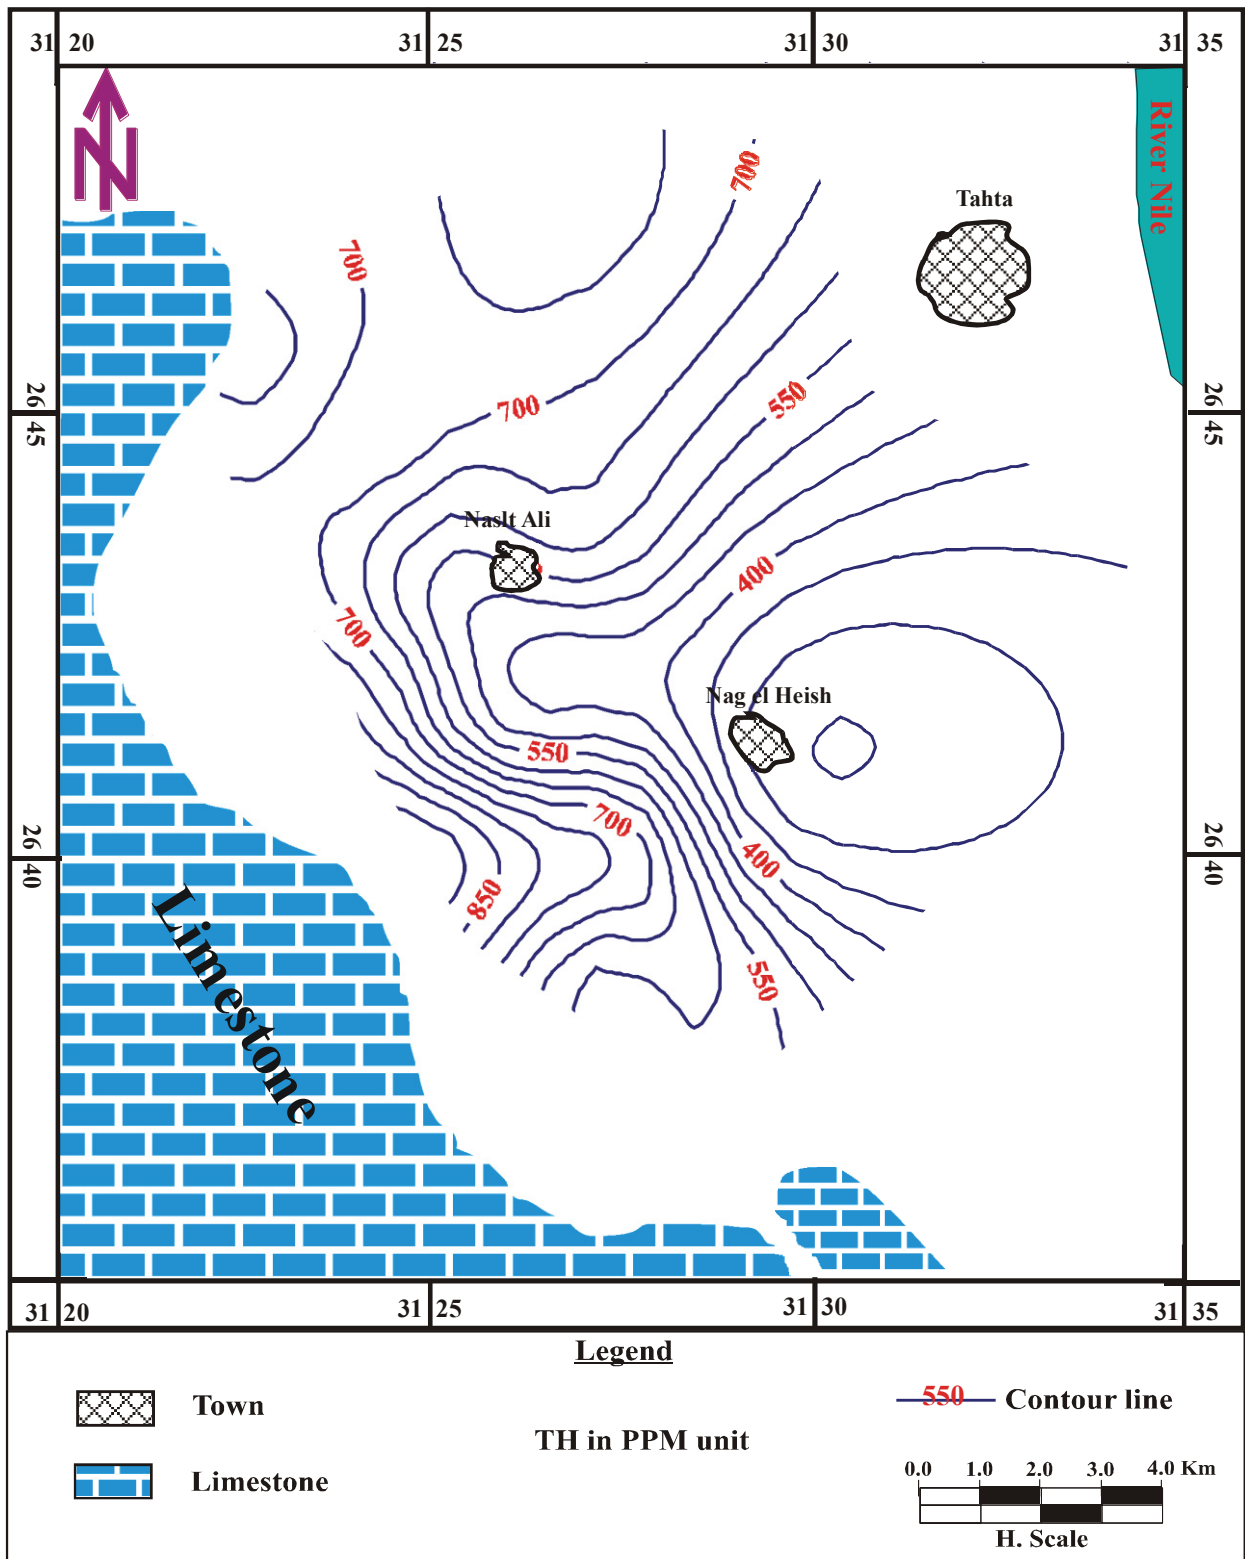 31 20 31 25 31 30 31 35
N
River Nile
700
Tahta
700
26 45
26 45
550
700
Naslt Ali
400
700
Nag el Heish
550
700
400
26 40
26 40
850
Limestone
550
31 20 31 25 31 30 31 35
Legend
Town
550 Contour line
TH in PPM unit
Limestone
0.0 1.0 2.0 3.0 4.0 Km
H. Scale